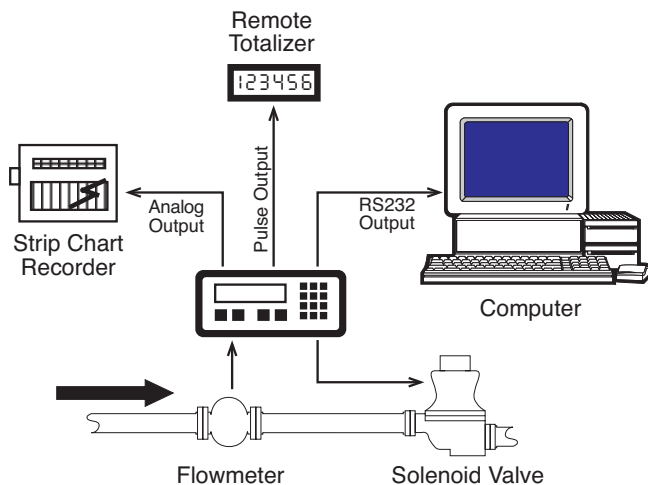 Remote
Totalizer
123456
Pulse Output
Analog
Output
RS232
Output
Strip Chart
Recorder
Computer
Flowmeter
Solenoid Valve